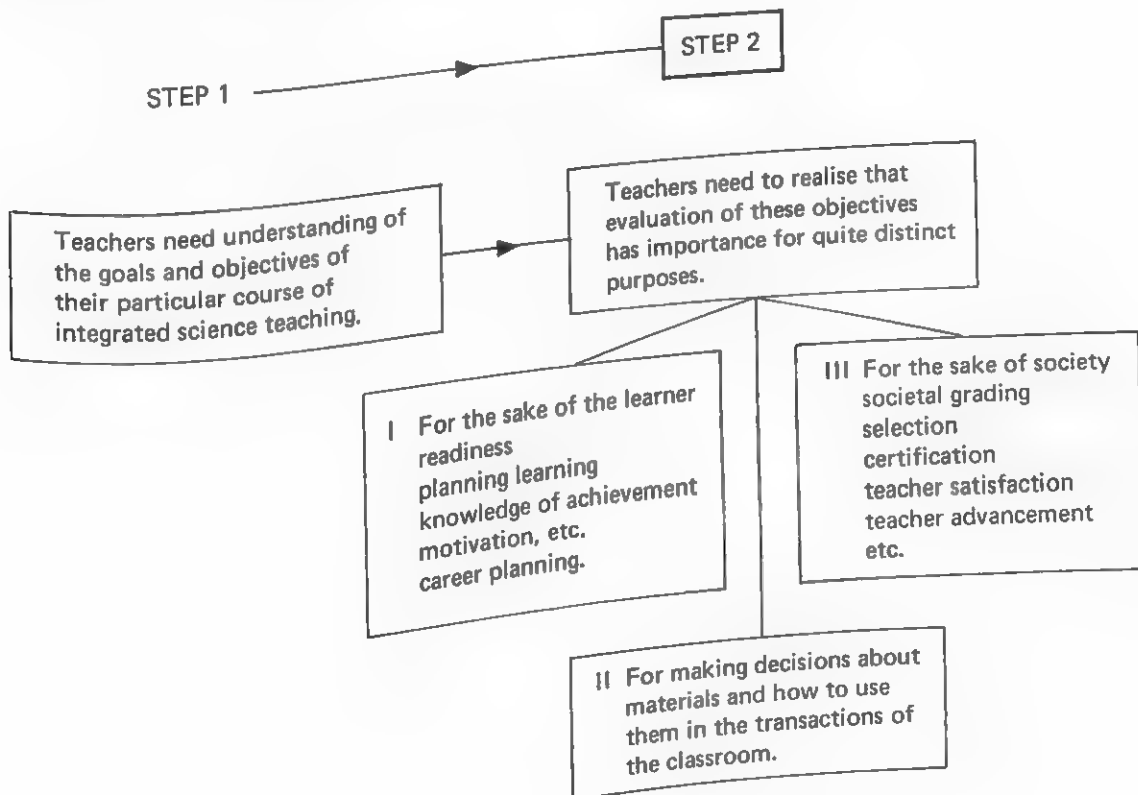 STEP 1
STEP 2
Teachers need understanding of
the goals and objectives of
their particular course of
integrated science teaching.
Teachers need to realise that
evaluation of these objectives
has importance for quite distinct
purposes.
I For the sake of the learner
readiness
planning learning
knowledge of achievement
motivation, etc.
career planning.
II For making decisions about
materials and how to use
them in the transactions of
the classroom.
III For the sake of society
societal grading
selection
certification
teacher satisfaction
teacher advancement
etc.